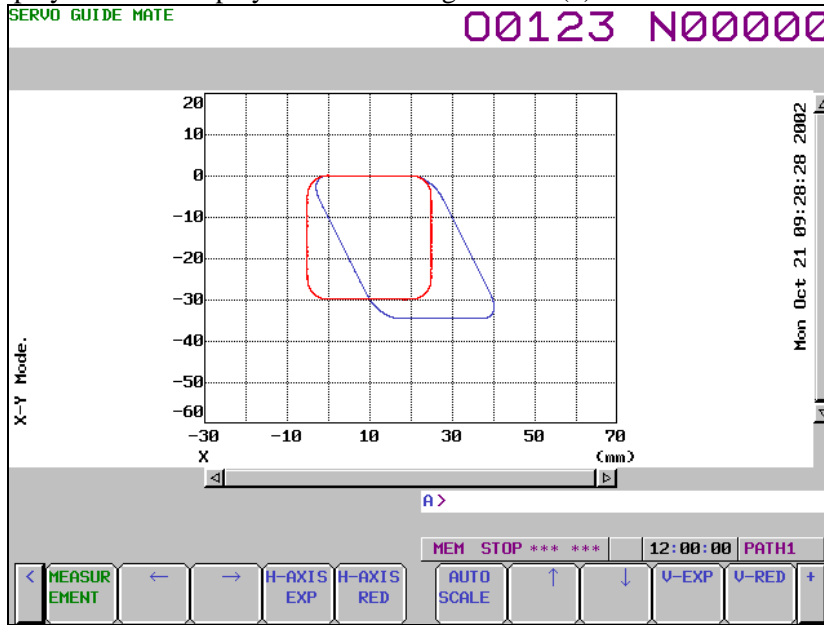 SERVO GUIDE MATE
O0123 N00000
20
10
0
-10
-20
-30
-40
-50
-60
-30 -10 10 30 50 70
X (mm)
X-Y Mode.
Mon Oct 21 09:28:28 2002
A>
MEM STOP *** *** 12:00:00 PATH1
< MEASUREMENT ← → H-AXIS EXP H-AXIS RED AUTO SCALE ↑ ↓ V-EXP V-RED +